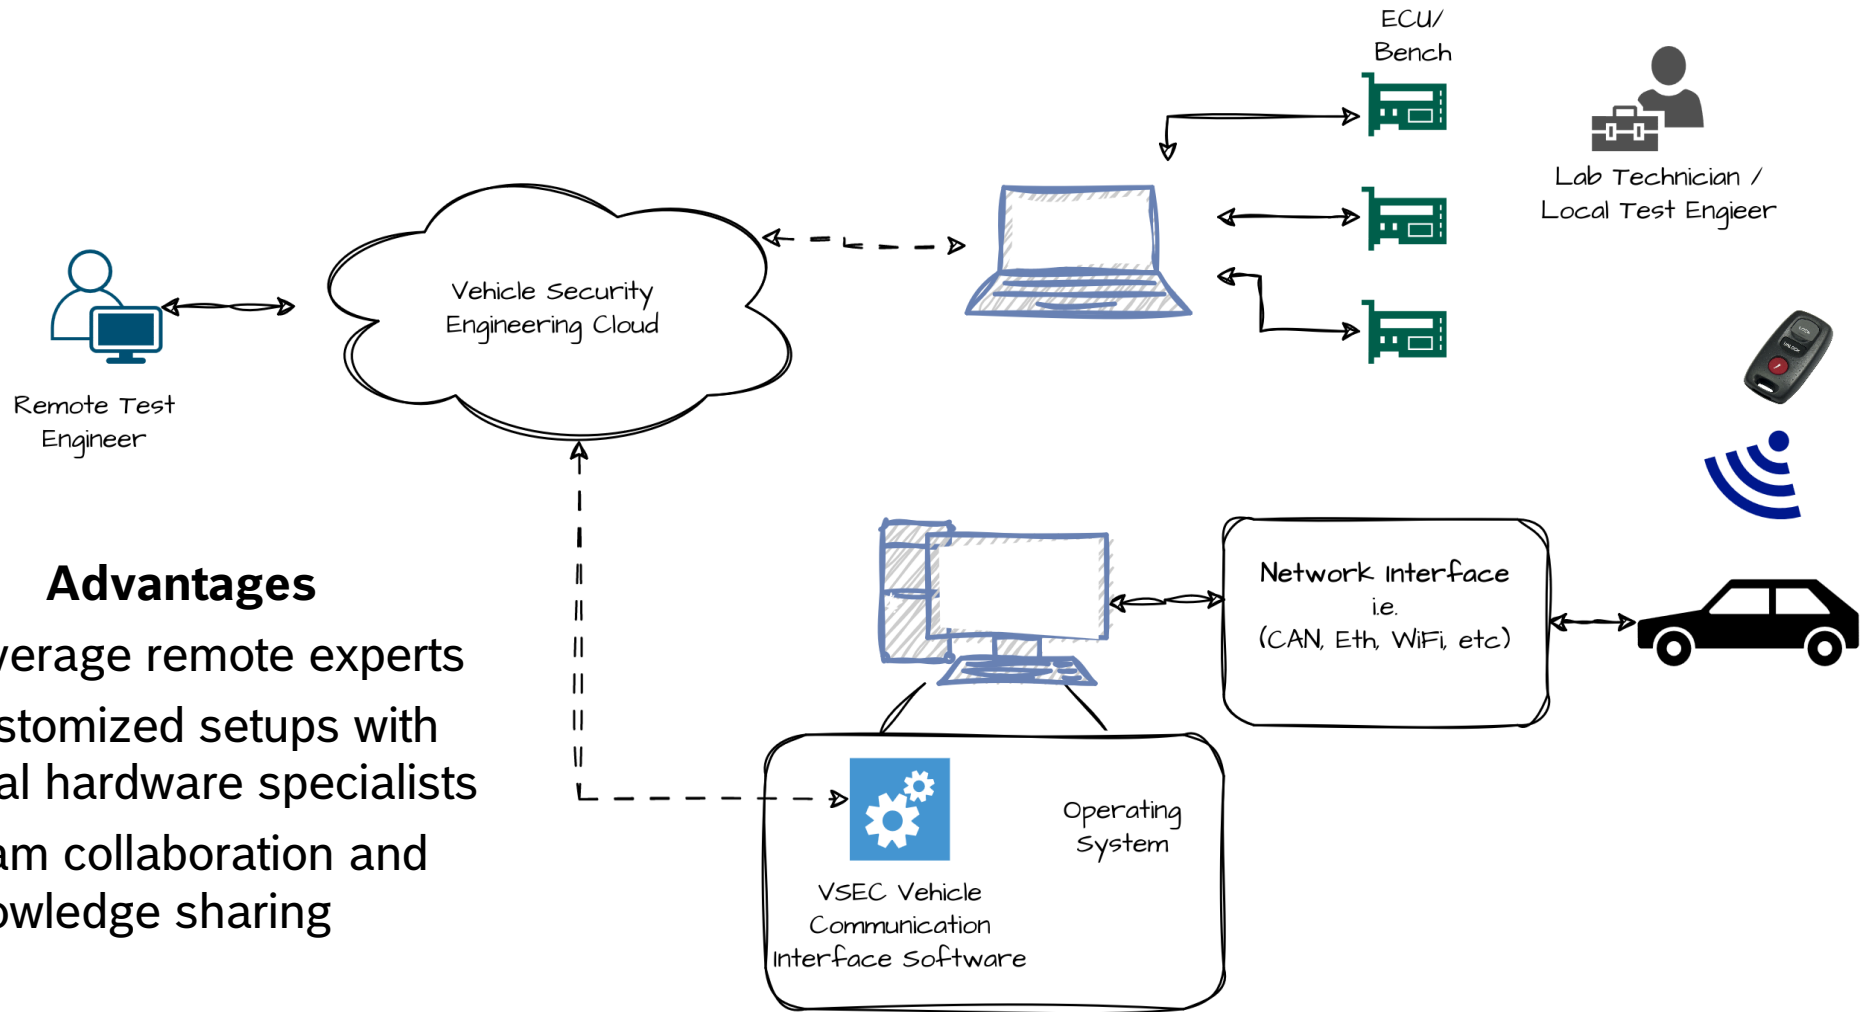 ECU/
Bench
Lab Technician /
Local Test Engieer
Vehicle Security
Engineering Cloud
Remote Test
Engineer
LOCK
UNLOCK
Network Interface
i.e.
(CAN, Eth, WiFi, etc)
Advantages
verage remote experts
stomized setups with
al hardware specialists
am collaboration and
owledge sharing
Operating
System
VSEC Vehicle
Communication
Interface Software